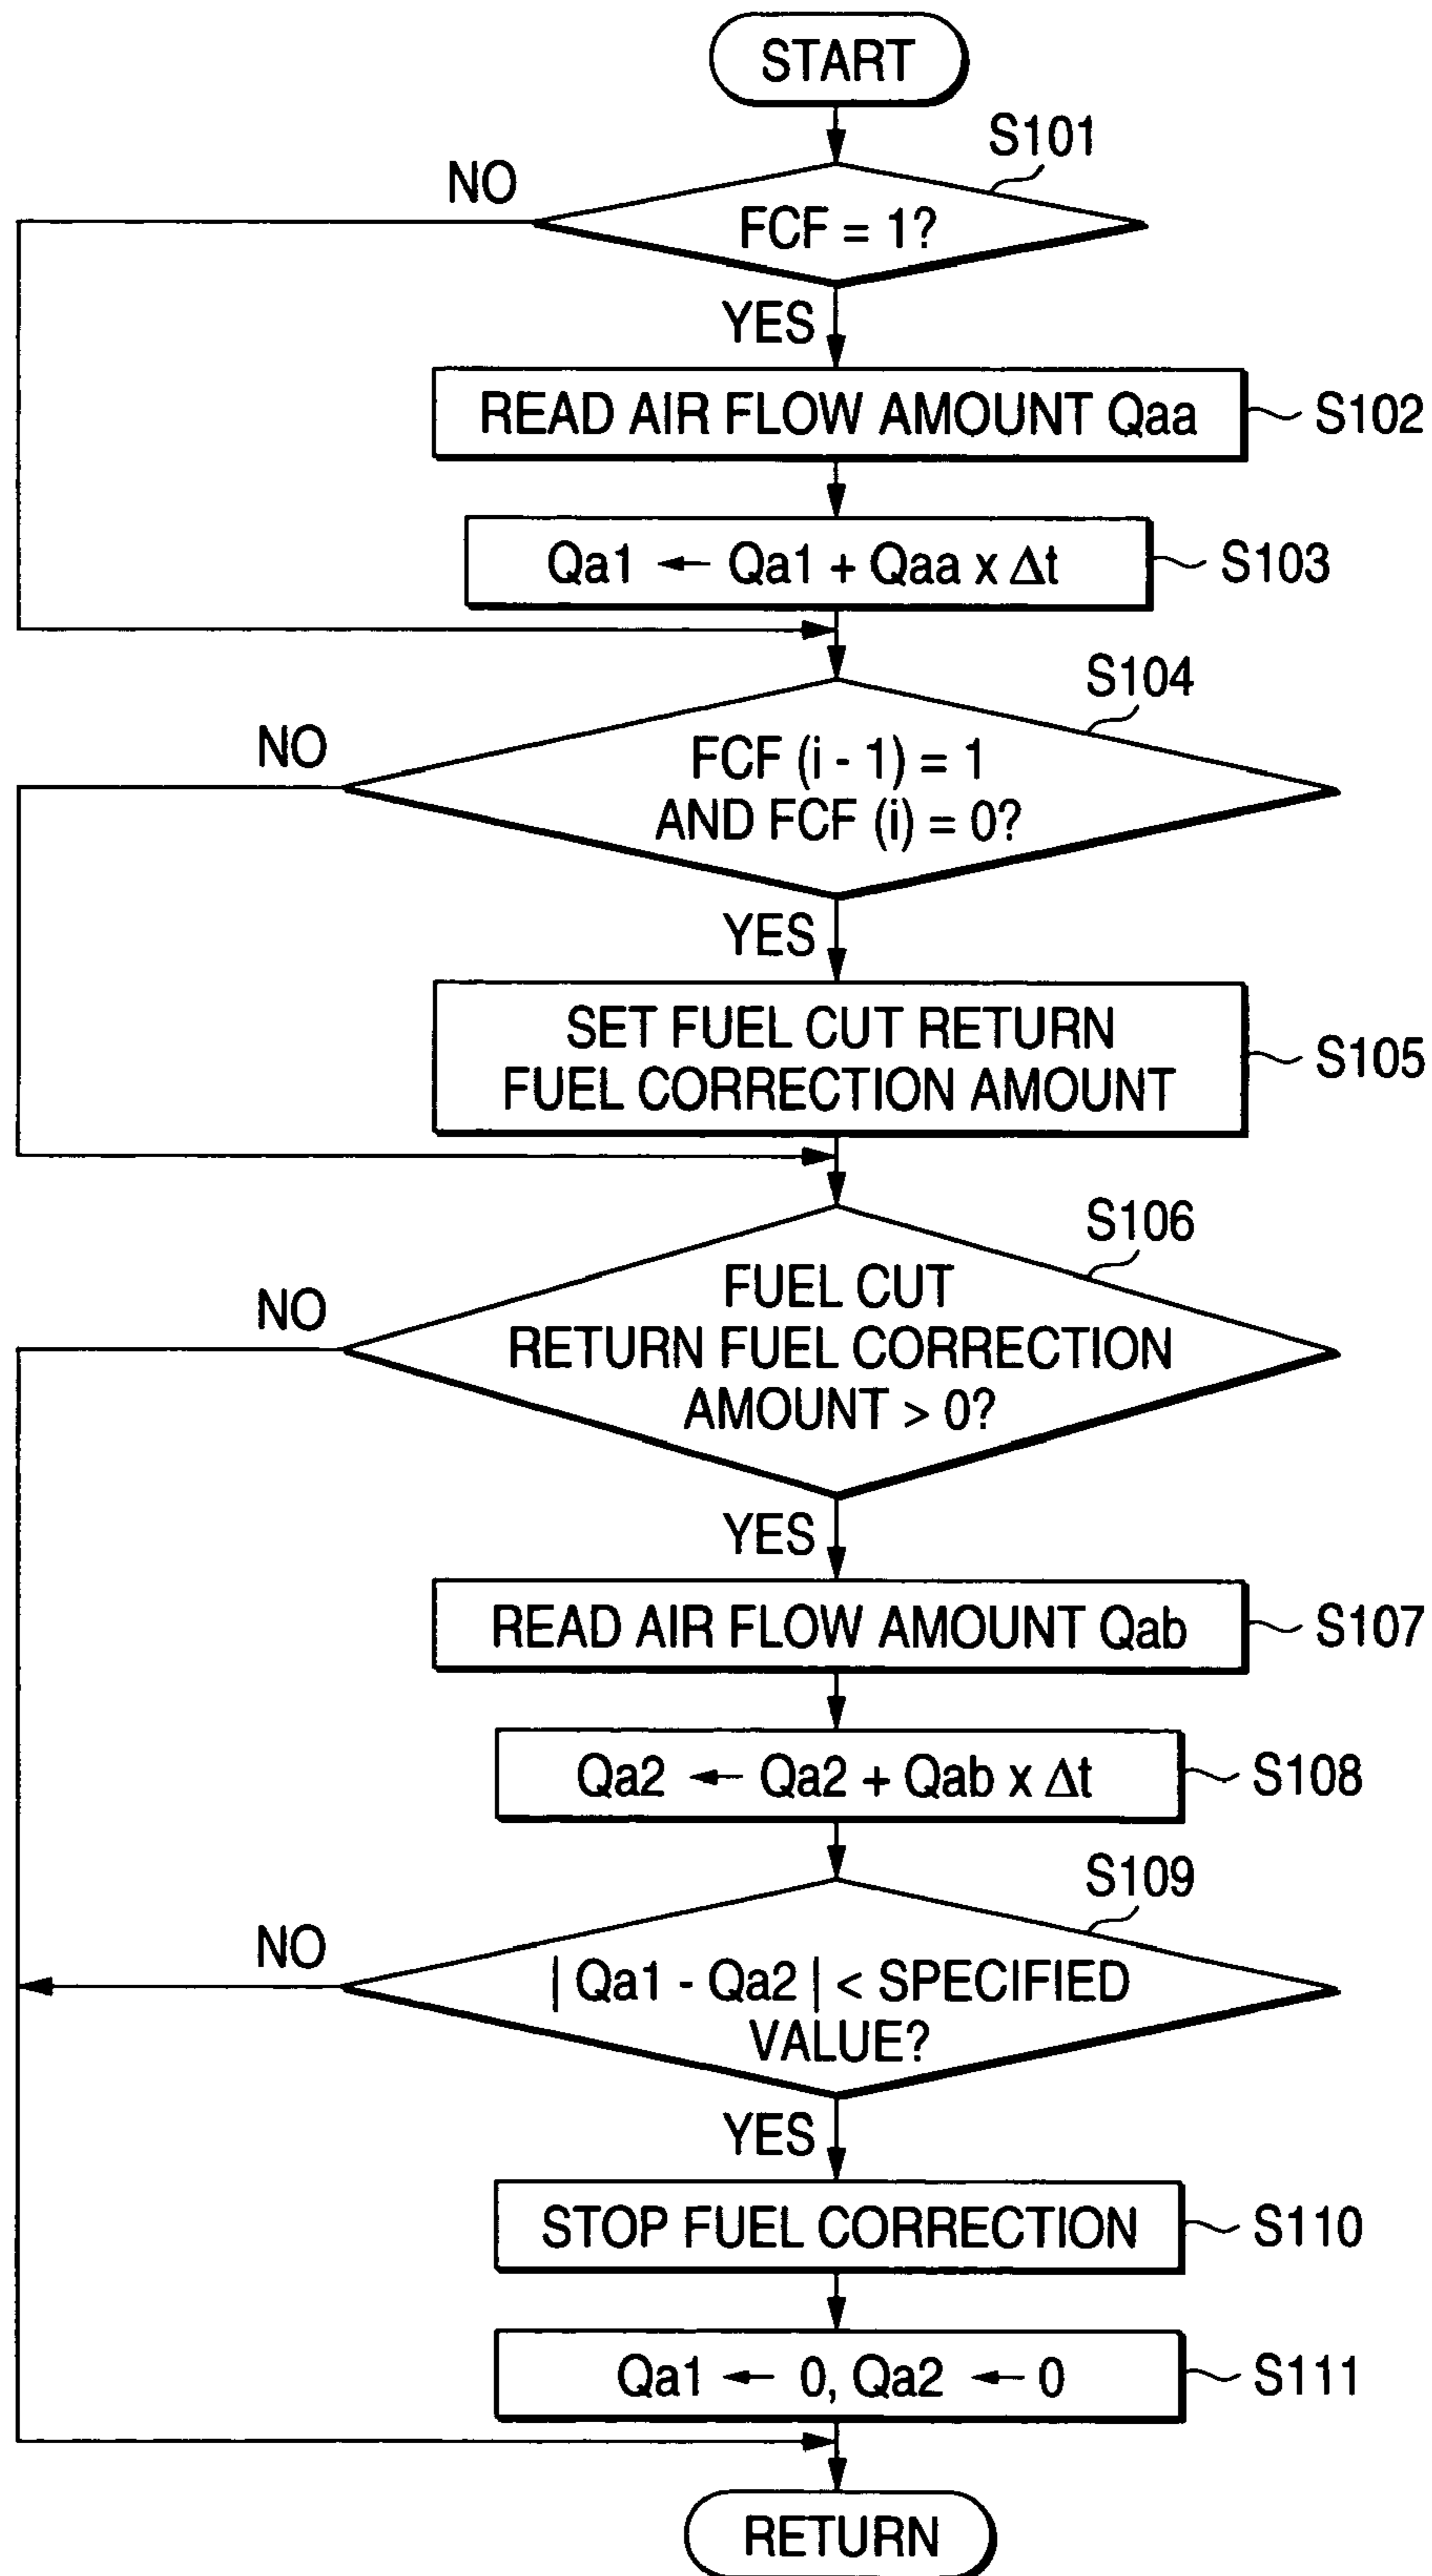 START
S101
NO
FCF = 1?
YES
READ AIR FLOW AMOUNT Qaa
S102
Qa1 ← Qa1 + Qaa x Δt
S103
S104
NO
FCF (i - 1) = 1
AND FCF (i) = 0?
YES
SET FUEL CUT RETURN
FUEL CORRECTION AMOUNT
S105
S106
NO
FUEL CUT
RETURN FUEL CORRECTION
AMOUNT > 0?
YES
READ AIR FLOW AMOUNT Qab
S107
Qa2 ← Qa2 + Qab x Δt
S108
S109
NO
| Qa1 - Qa2 | < SPECIFIED
VALUE?
YES
STOP FUEL CORRECTION
S110
Qa1 ← 0, Qa2 ← 0
S111
RETURN